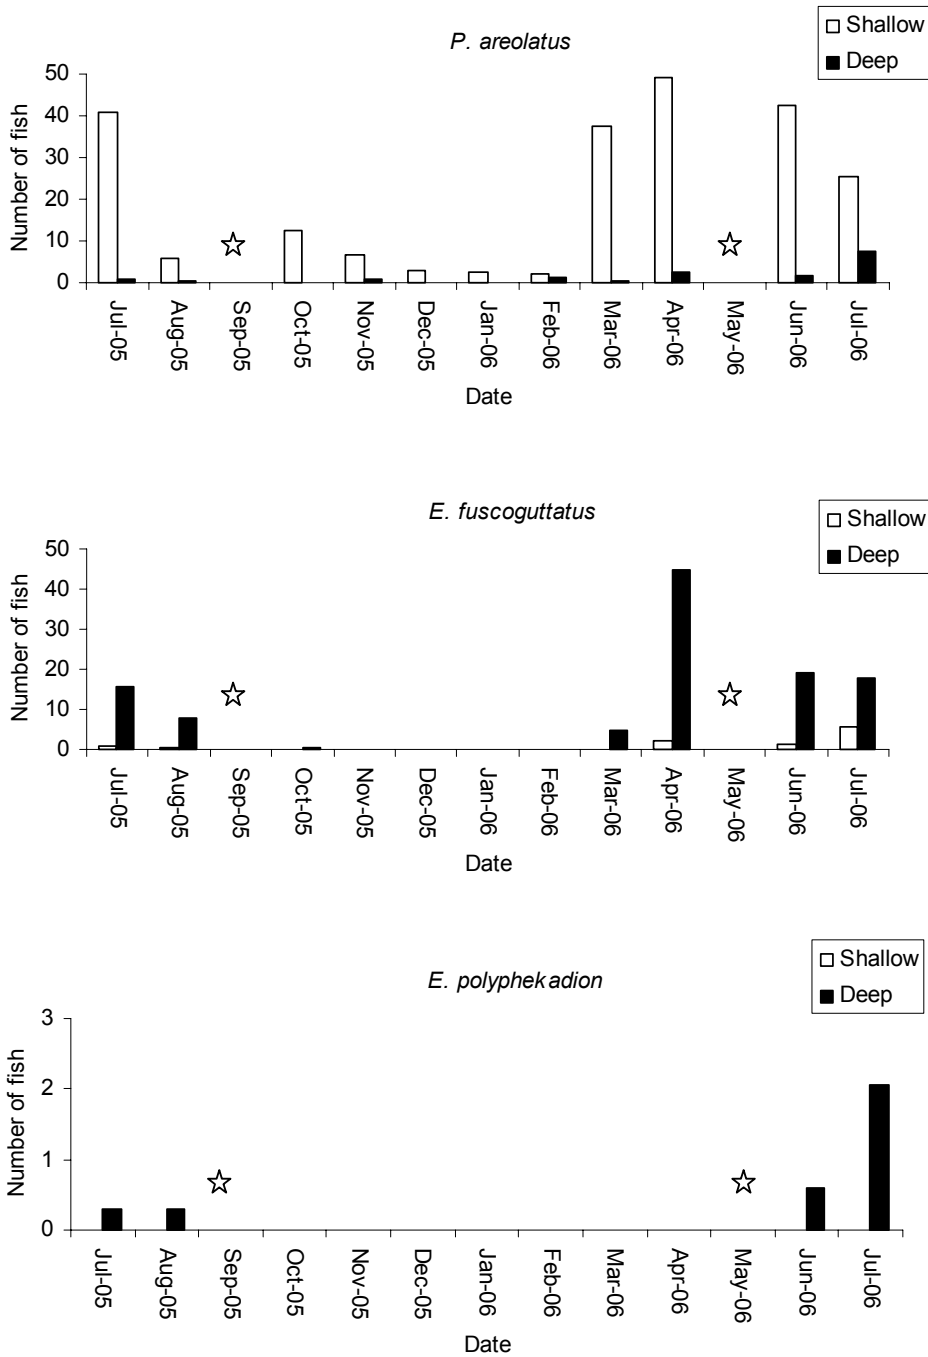 P. areolatus
Shallow
Deep
Number of fish
50
40
30
20
10
0
Jul-05
Aug-05
Sep-05
Oct-05
Nov-05
Dec-05
Jan-06
Feb-06
Mar-06
Apr-06
May-06
Jun-06
Jul-06
Date
E. fuscoguttatus
Shallow
Deep
Number of fish
50
40
30
20
10
0
Jul-05
Aug-05
Sep-05
Oct-05
Nov-05
Dec-05
Jan-06
Feb-06
Mar-06
Apr-06
May-06
Jun-06
Jul-06
Date
E. polyphekadion
Shallow
Deep
Number of fish
3
2
1
0
Jul-05
Aug-05
Sep-05
Oct-05
Nov-05
Dec-05
Jan-06
Feb-06
Mar-06
Apr-06
May-06
Jun-06
Jul-06
Date